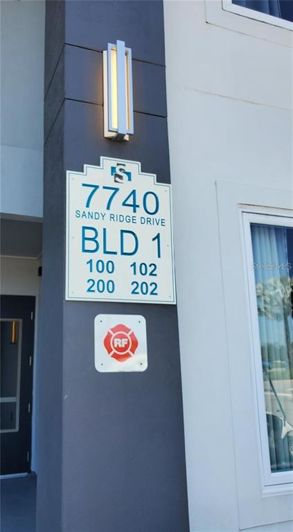 S
7740
SANDY RIDGE DRIVE
BLD 1
100 102
200 202
RF